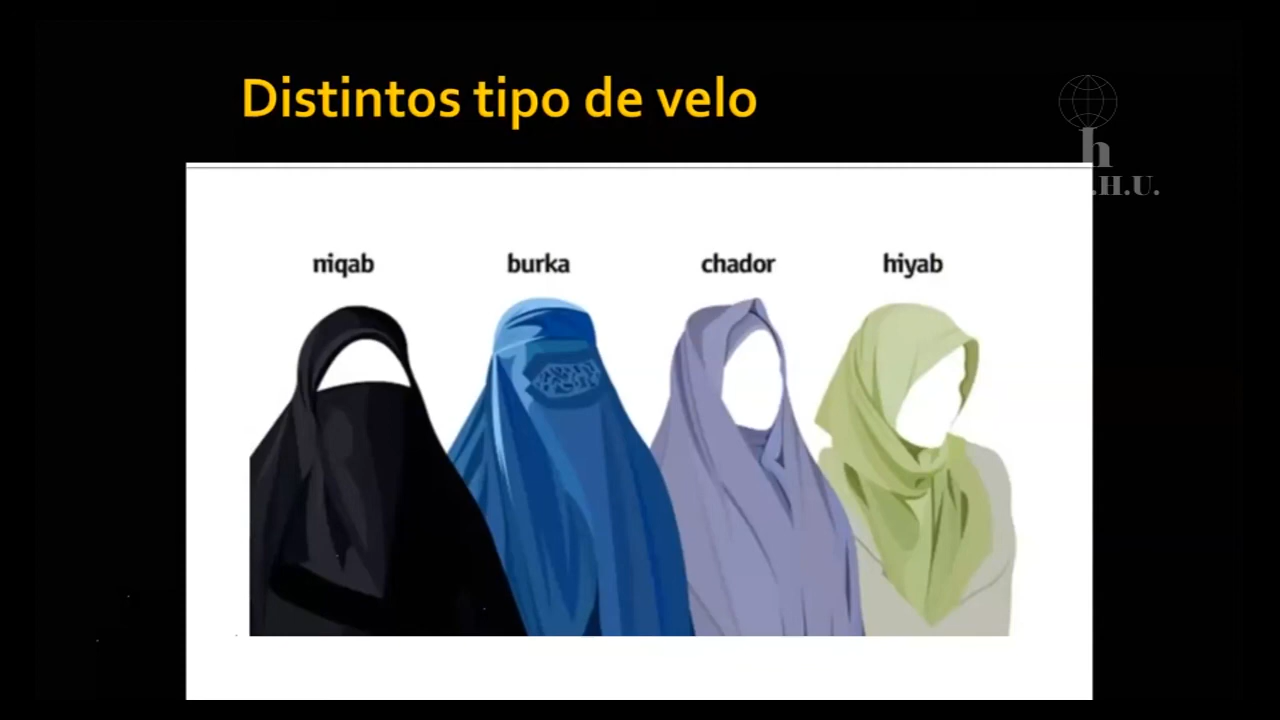 Distintos tipo de velo
h
.H.U.
niqab
burka
chador
hiyab